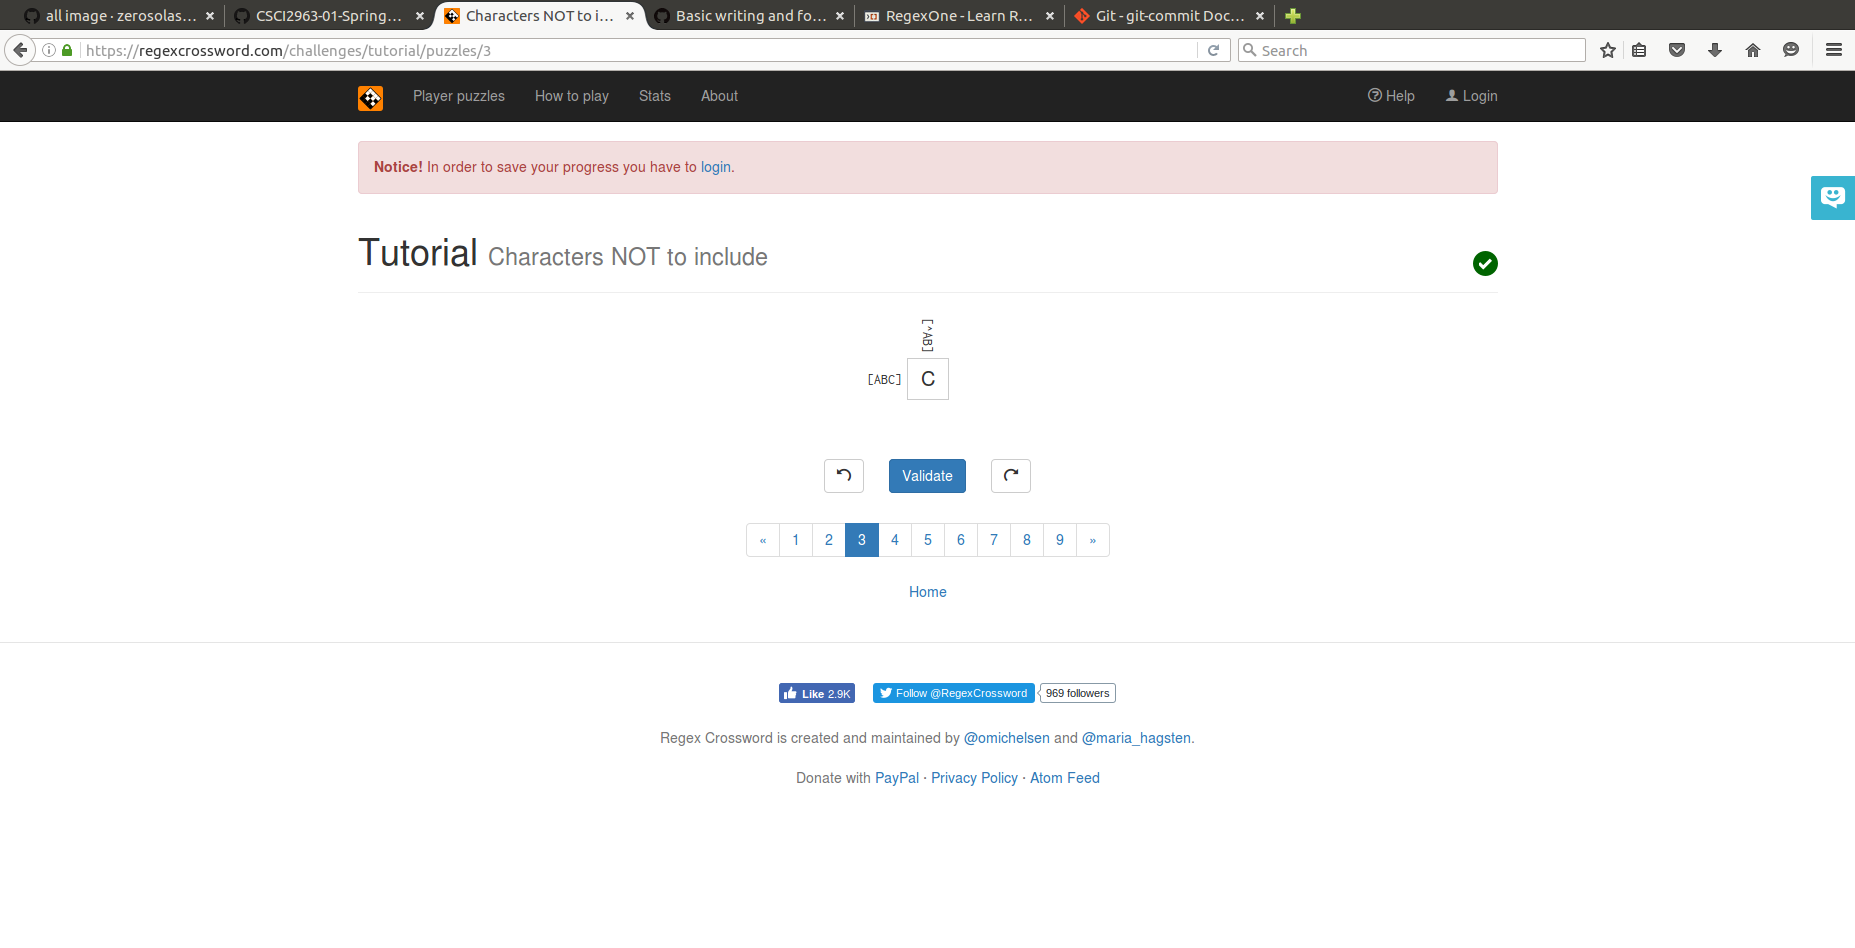 all image · zerosolas...
CSCI2963-01-Spring...
Characters NOT to i...
Basic writing and fo...
RegexOne - Learn R...
Git - git-commit Doc...
https://regexcrossword.com/challenges/tutorial/puzzles/3
Search
Player puzzles
How to play
Stats
About
Help
Login
Notice! In order to save your progress you have to login.
Tutorial Characters NOT to include
[^AB]
[ABC]
C
Validate
« 1 2 3 4 5 6 7 8 9 »
Home
Like 2.9K
Follow @RegexCrossword
969 followers
Regex Crossword is created and maintained by @omichelsen and @maria_hagsten.
Donate with PayPal · Privacy Policy · Atom Feed